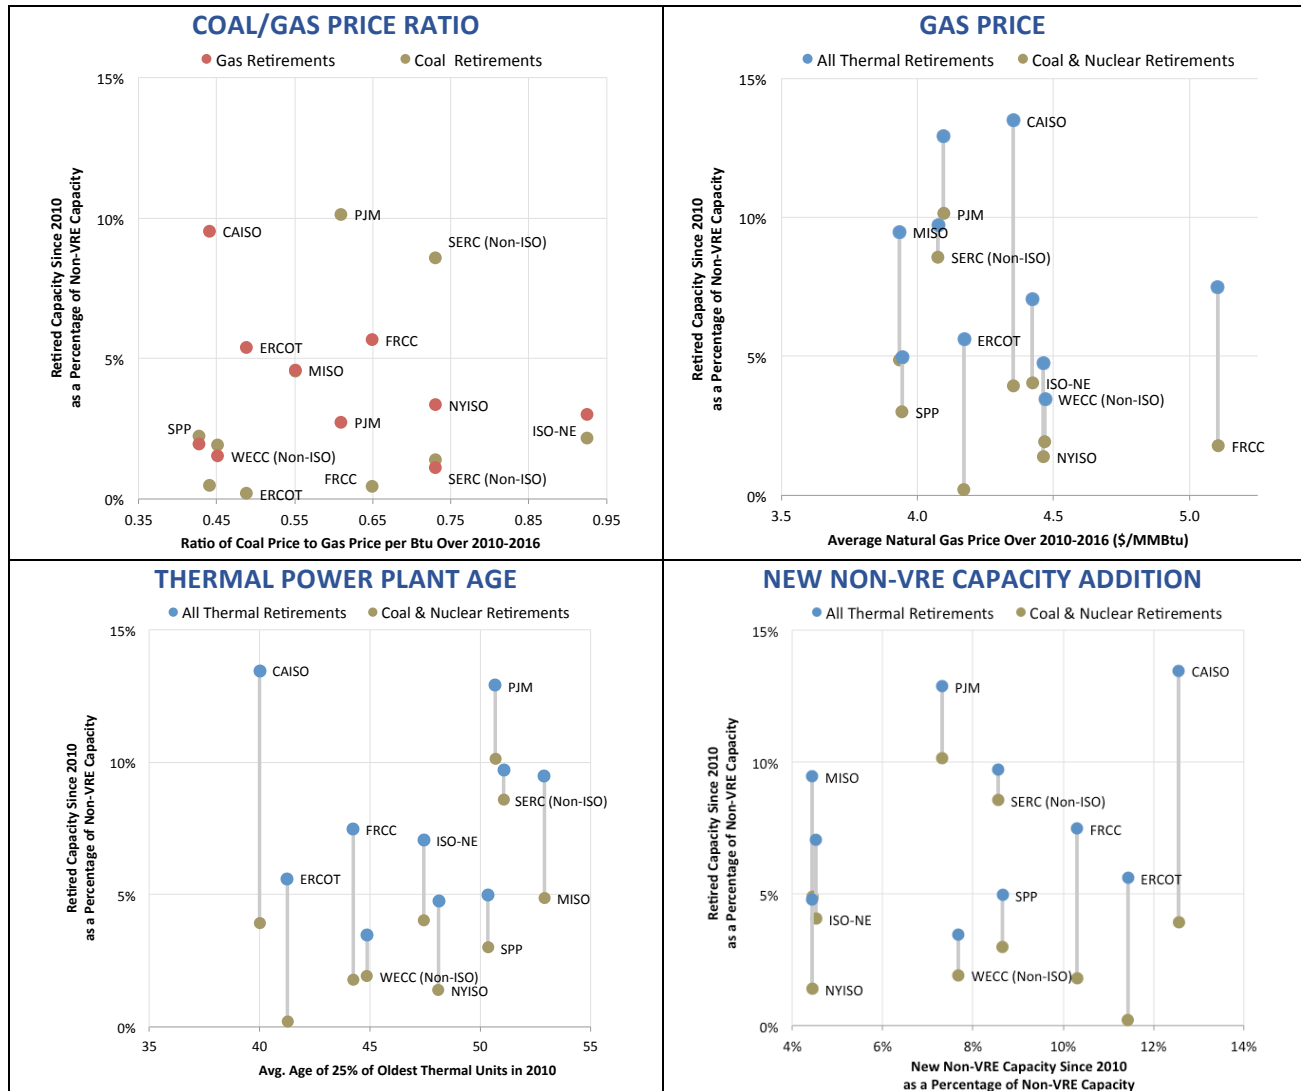 COAL/GAS PRICE RATIO
Gas Retirements
Coal Retirements
Retired Capacity Since 2010
as a Percentage of Non-VRE Capacity
15%
10%
5%
0%
CAISO
PJM
SERC (Non-ISO)
ERCOT
FRCC
MISO
NYISO
PJM
SPP
ISO-NE
WECC (Non-ISO)
FRCC
SERC (Non-ISO)
ERCOT
0.35
0.45
0.55
0.65
0.75
0.85
0.95
Ratio of Coal Price to Gas Price per Btu Over 2010-2016
GAS PRICE
All Thermal Retirements
Coal & Nuclear Retirements
Retired Capacity Since 2010
as a Percentage of Non-VRE Capacity
15%
10%
5%
0%
CAISO
PJM
MISO
SERC (Non-ISO)
ERCOT
ISO-NE
WECC (Non-ISO)
SPP
NYISO
FRCC
3.5
4.0
4.5
5.0
Average Natural Gas Price Over 2010-2016 ($/MMBtu)
THERMAL POWER PLANT AGE
All Thermal Retirements
Coal & Nuclear Retirements
Retired Capacity Since 2010
as a Percentage of Non-VRE Capacity
15%
10%
5%
0%
CAISO
PJM
SERC (Non-ISO)
FRCC
ISO-NE
ERCOT
MISO
SPP
WECC (Non-ISO)
NYISO
35
40
45
50
55
Avg. Age of 25% of Oldest Thermal Units in 2010
NEW NON-VRE CAPACITY ADDITION
All Thermal Retirements
Coal & Nuclear Retirements
Retired Capacity Since 2010
as a Percentage of Non-VRE Capacity
15%
10%
5%
0%
CAISO
PJM
MISO
SERC (Non-ISO)
FRCC
ERCOT
SPP
ISO-NE
WECC (Non-ISO)
NYISO
4%
6%
8%
10%
12%
14%
New Non-VRE Capacity Since 2010
as a Percentage of Non-VRE Capacity